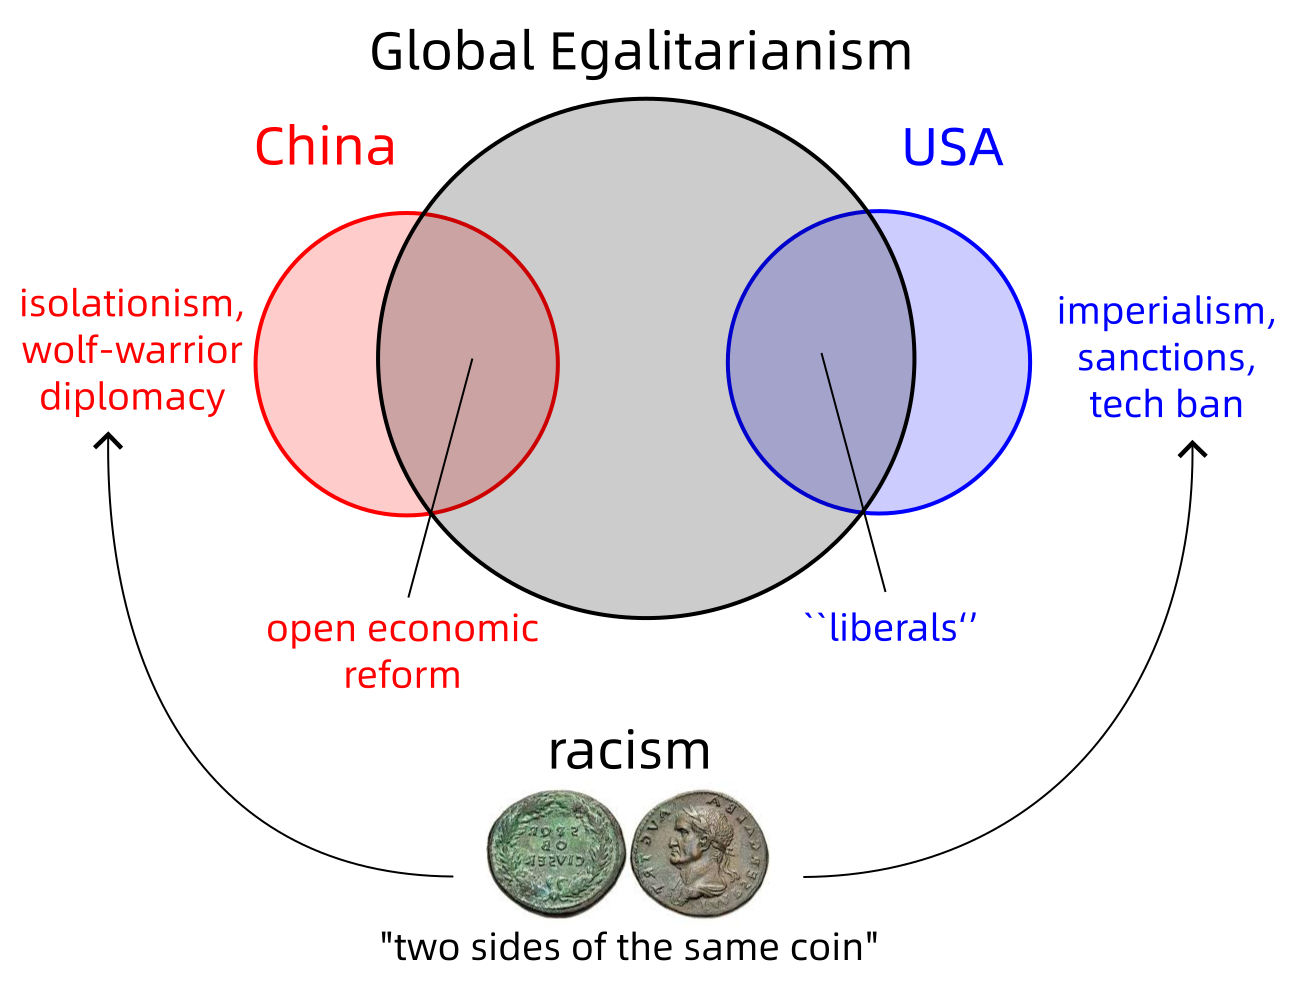 Global Egalitarianism
China
USA
isolationism,
wolf-warrior
diplomacy
imperialism,
sanctions,
tech ban
open economic
reform
``liberals‘’
racism
"two sides of the same coin"